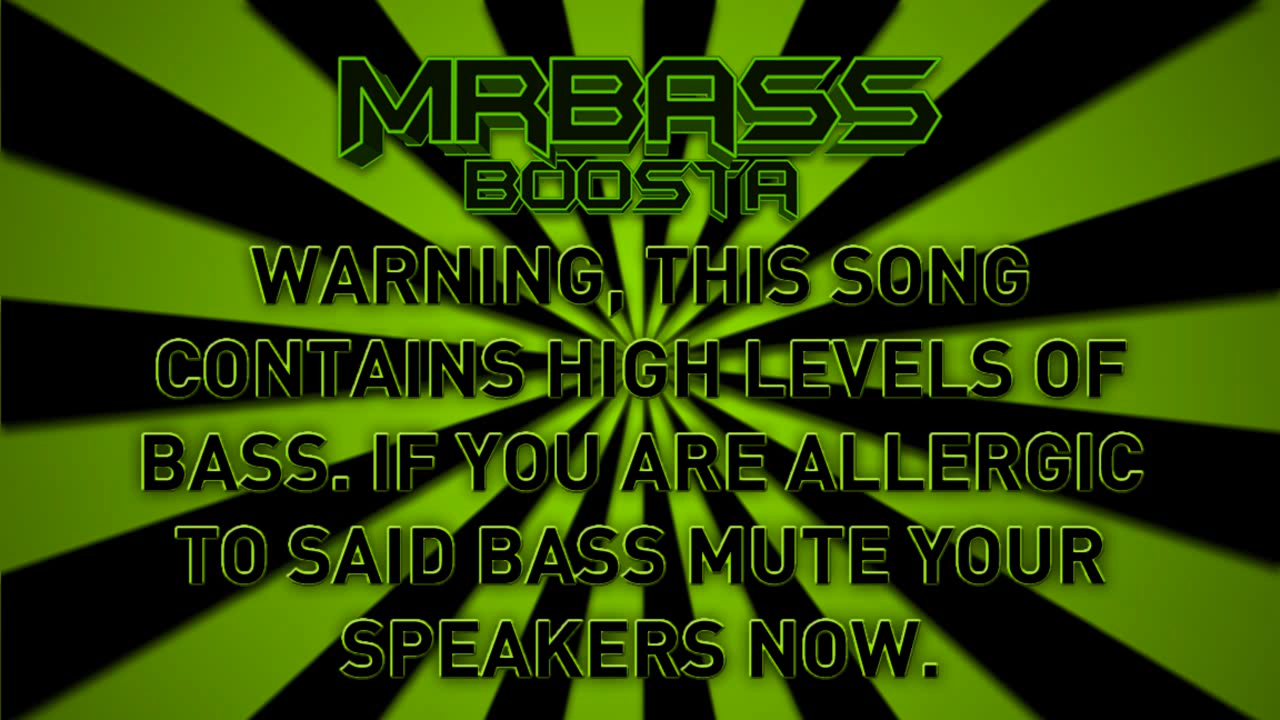 MRBASS
BOOSTA
WARNING, THIS SONG
CONTAINS HIGH LEVELS OF
BASS. IF YOU ARE ALLERGIC
TO SAID BASS MUTE YOUR
SPEAKERS NOW.